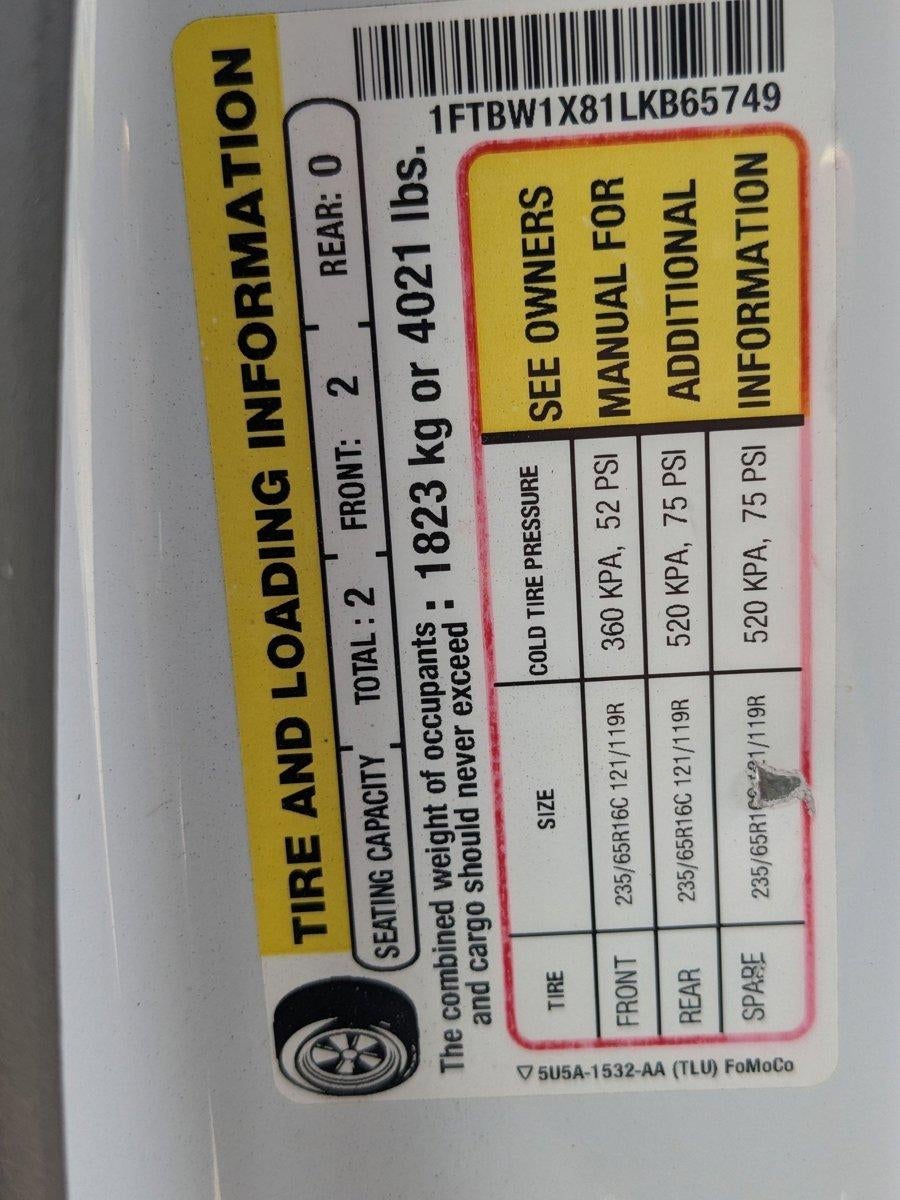 TIRE AND LOADING INFORMATION
SEATING CAPACITY TOTAL : 2 FRONT: 2 REAR: 0
The combined weight of occupants : 1823 kg or 4021 lbs.
and cargo should never exceed :
1FTBW1X81LKB65749
TIRE SIZE COLD TIRE PRESSURE
FRONT 235/65R16C 121/119R 360 KPA, 52 PSI
REAR 235/65R16C 121/119R 520 KPA, 75 PSI
SPARE 520 KPA, 75 PSI
SEE OWNERS
MANUAL FOR
ADDITIONAL
INFORMATION
5U5A-1532-AA (TLU) FoMoCo